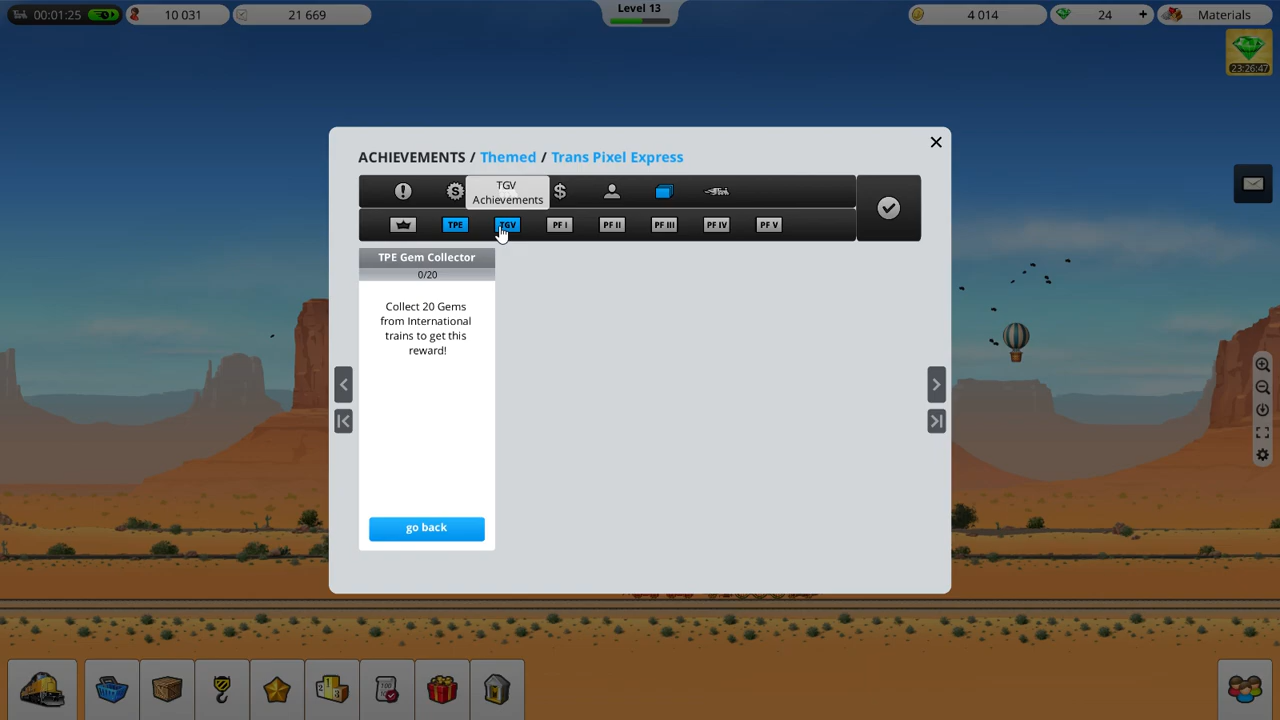 00:01:25
10 031
21 669
Level 13
4 014
24 +
Materials
23:26:47
ACHIEVEMENTS / Themed / Trans Pixel Express
TGV
Achievements
TPE
TGV
PF I
PF II
PF III
PF IV
PF V
TPE Gem Collector
0/20
Collect 20 Gems
from International
trains to get this
reward!
go back